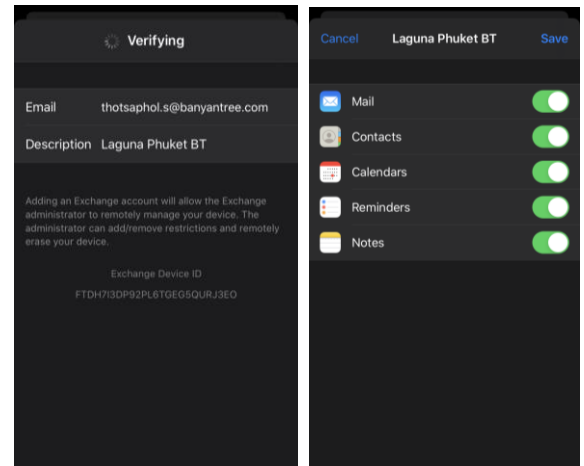 Verifying
Email thotsaphol.s@banyantree.com
Description Laguna Phuket BT
Adding an Exchange account will allow the Exchange
administrator to remotely manage your device. The
administrator can add/remove restrictions and remotely
erase your device.
Exchange Device ID
FTDH7I3DP92PL6TGEG5QURJ3EO
Cancel Laguna Phuket BT Save
Mail
Contacts
Calendars
Reminders
Notes